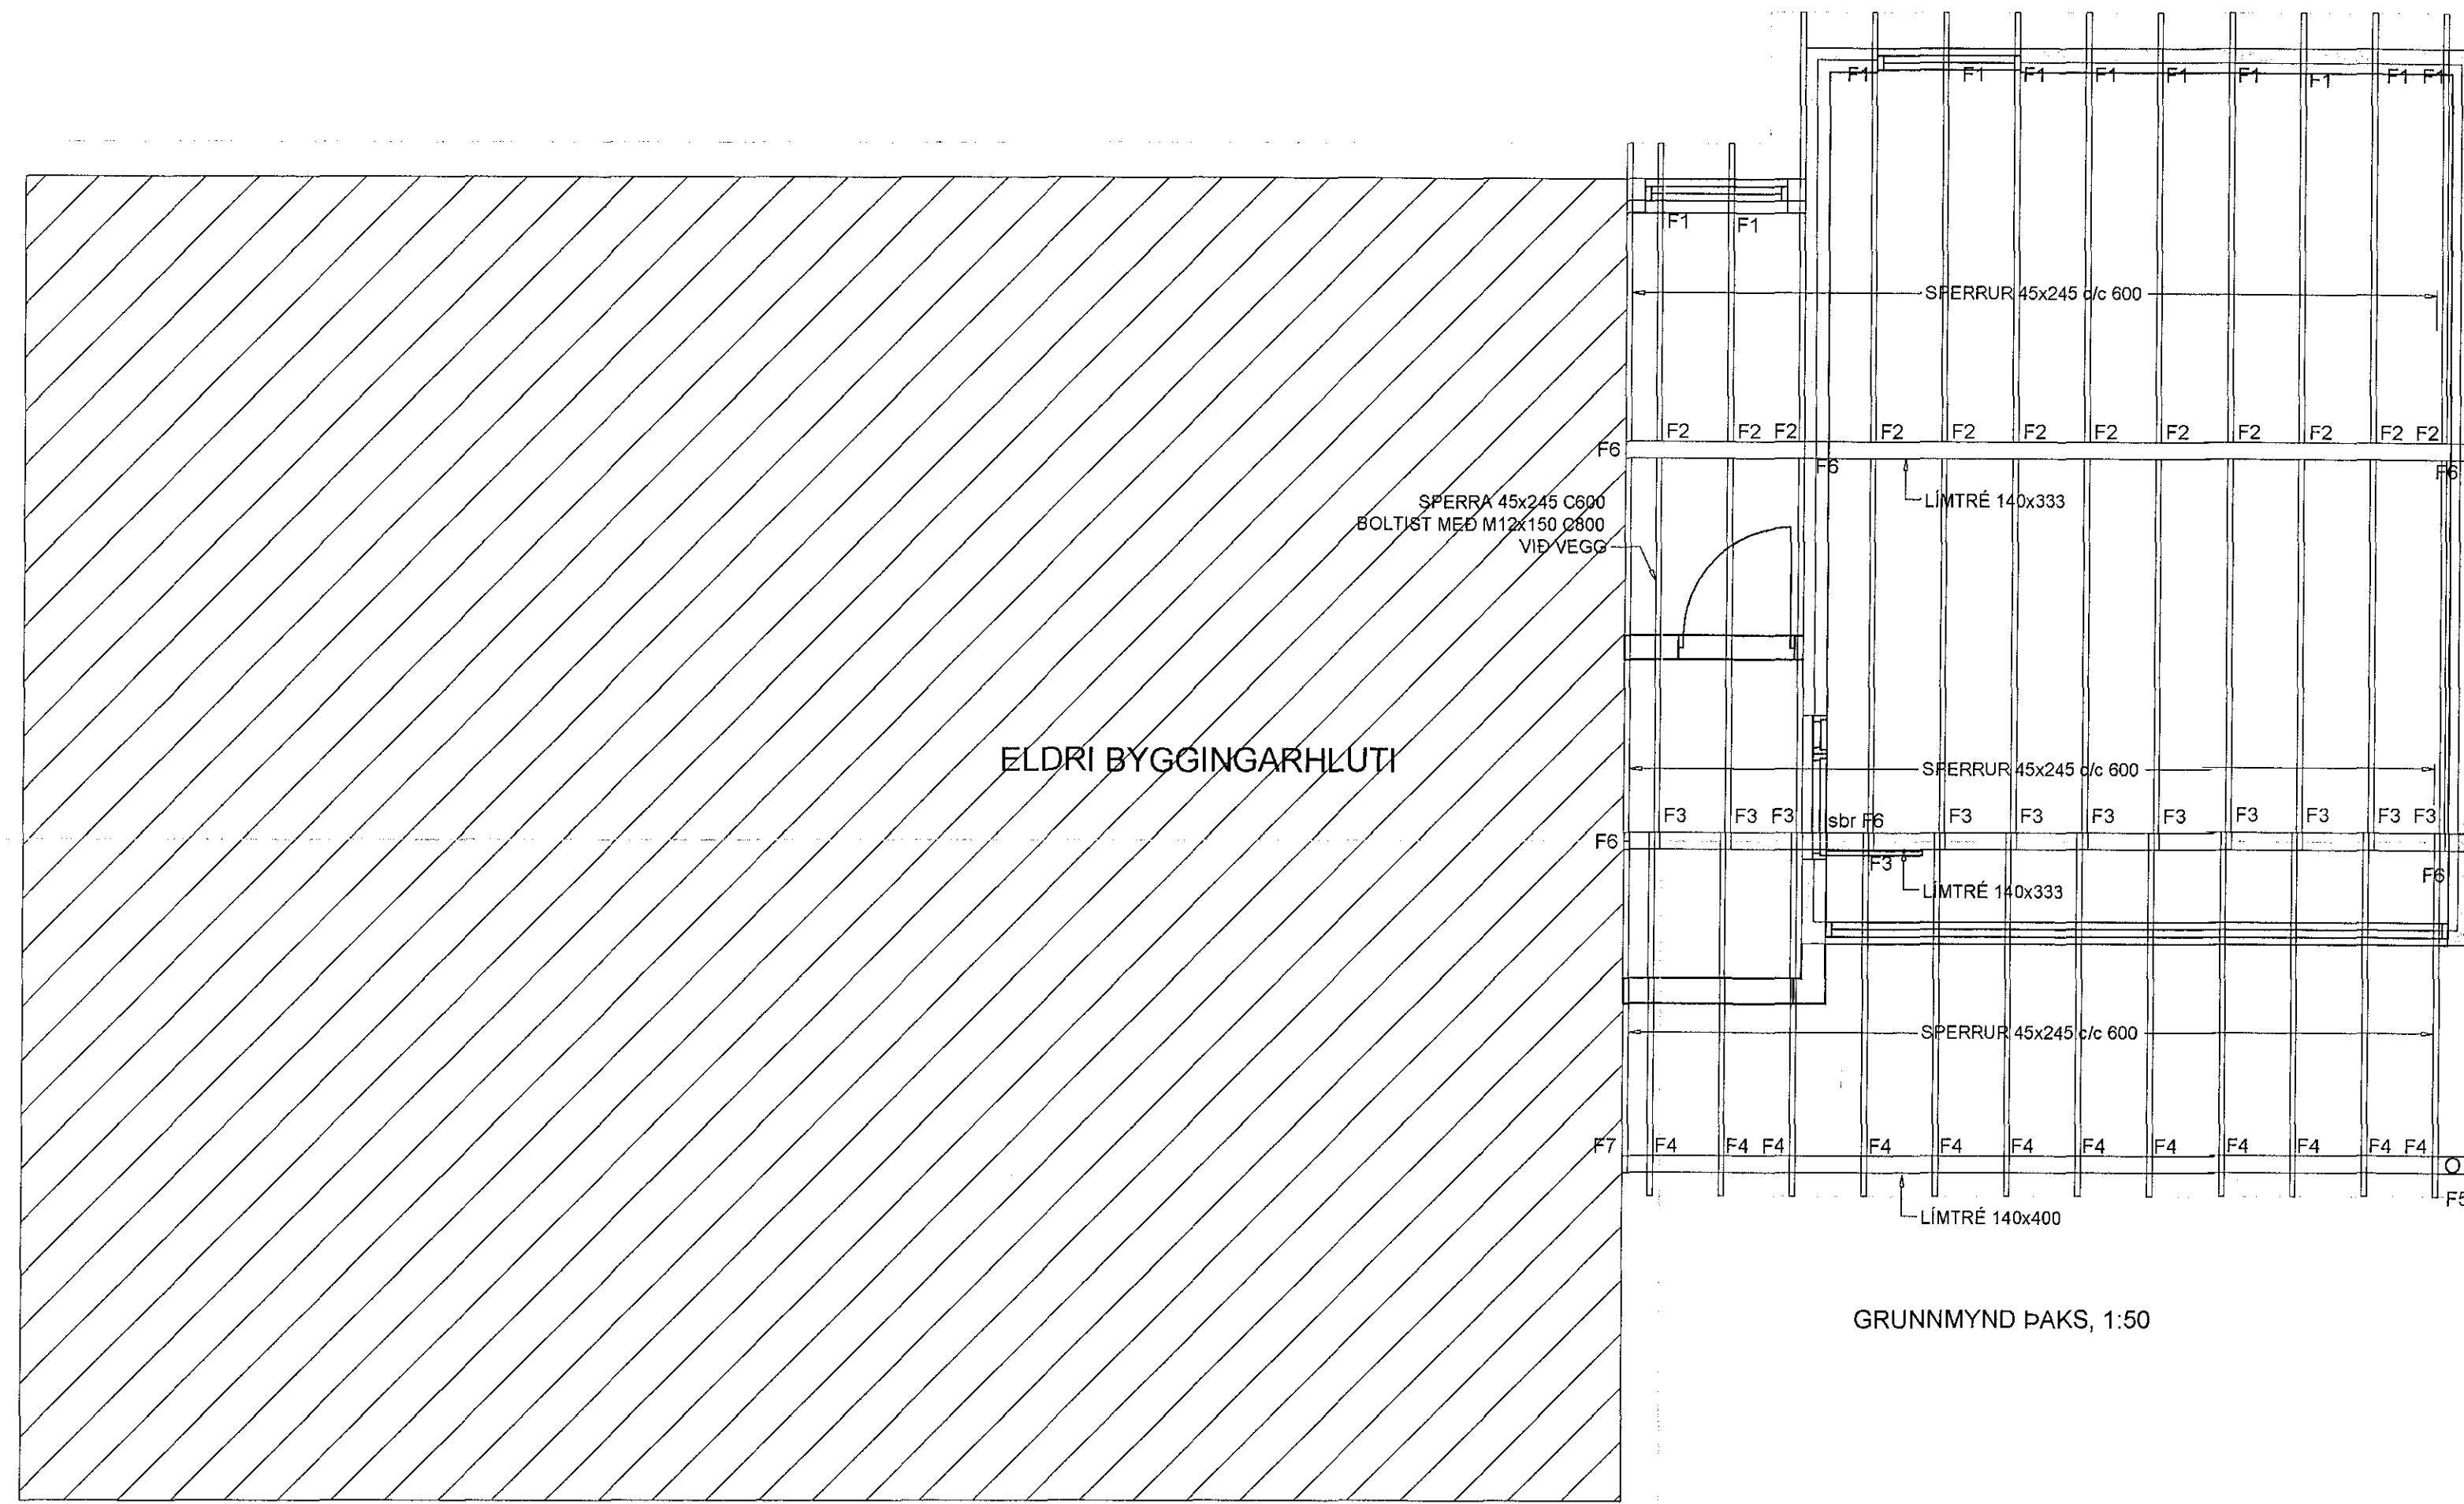 F1 F1 F1 F1 F1 F1 F1 F1 F1
F1 F1
SPERRUR 45x245 c/c 600
F2 F2 F2 F2 F2 F2 F2 F2 F2 F2 F2 F2
F6 F6 F6
SPERRA 45x245 C600
BOLTIST MEÐ M12x150 C800
VIÐ VEGG
LÍMTRÉ 140x333
ELDRI BYGGINGARHLUTI
SPERRUR 45x245 c/c 600
F3 F3 F3 sbr F6 F3 F3 F3 F3 F3 F3 F3 F3
F6 F3 F6
LÍMTRÉ 140x333
SPERRUR 45x245 c/c 600
F7 F4 F4 F4 F4 F4 F4 F4 F4 F4 F4 F4 F4
F5
LÍMTRÉ 140x400
GRUNNMYND ÞAKS, 1:50